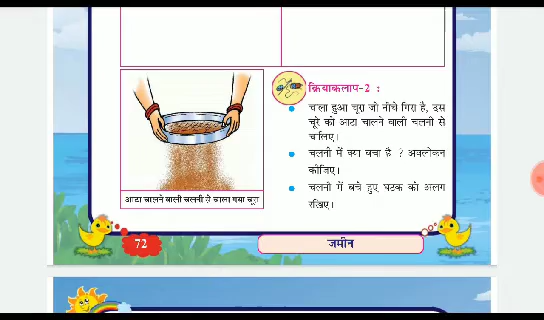 क्रियाकलाप-2 :
चाला हुआ चूरा जो नीचे गिरा है, उस
चूरे को आटा चालने वाली चलनी से
चालिए।
चलनी में क्या बचा है ? अवलोकन
कीजिए।
चलनी में बचे हुए घटक को अलग
रखिए।
आटा चालने वाली चलनी से चाला गया चूरा
72
जमीन